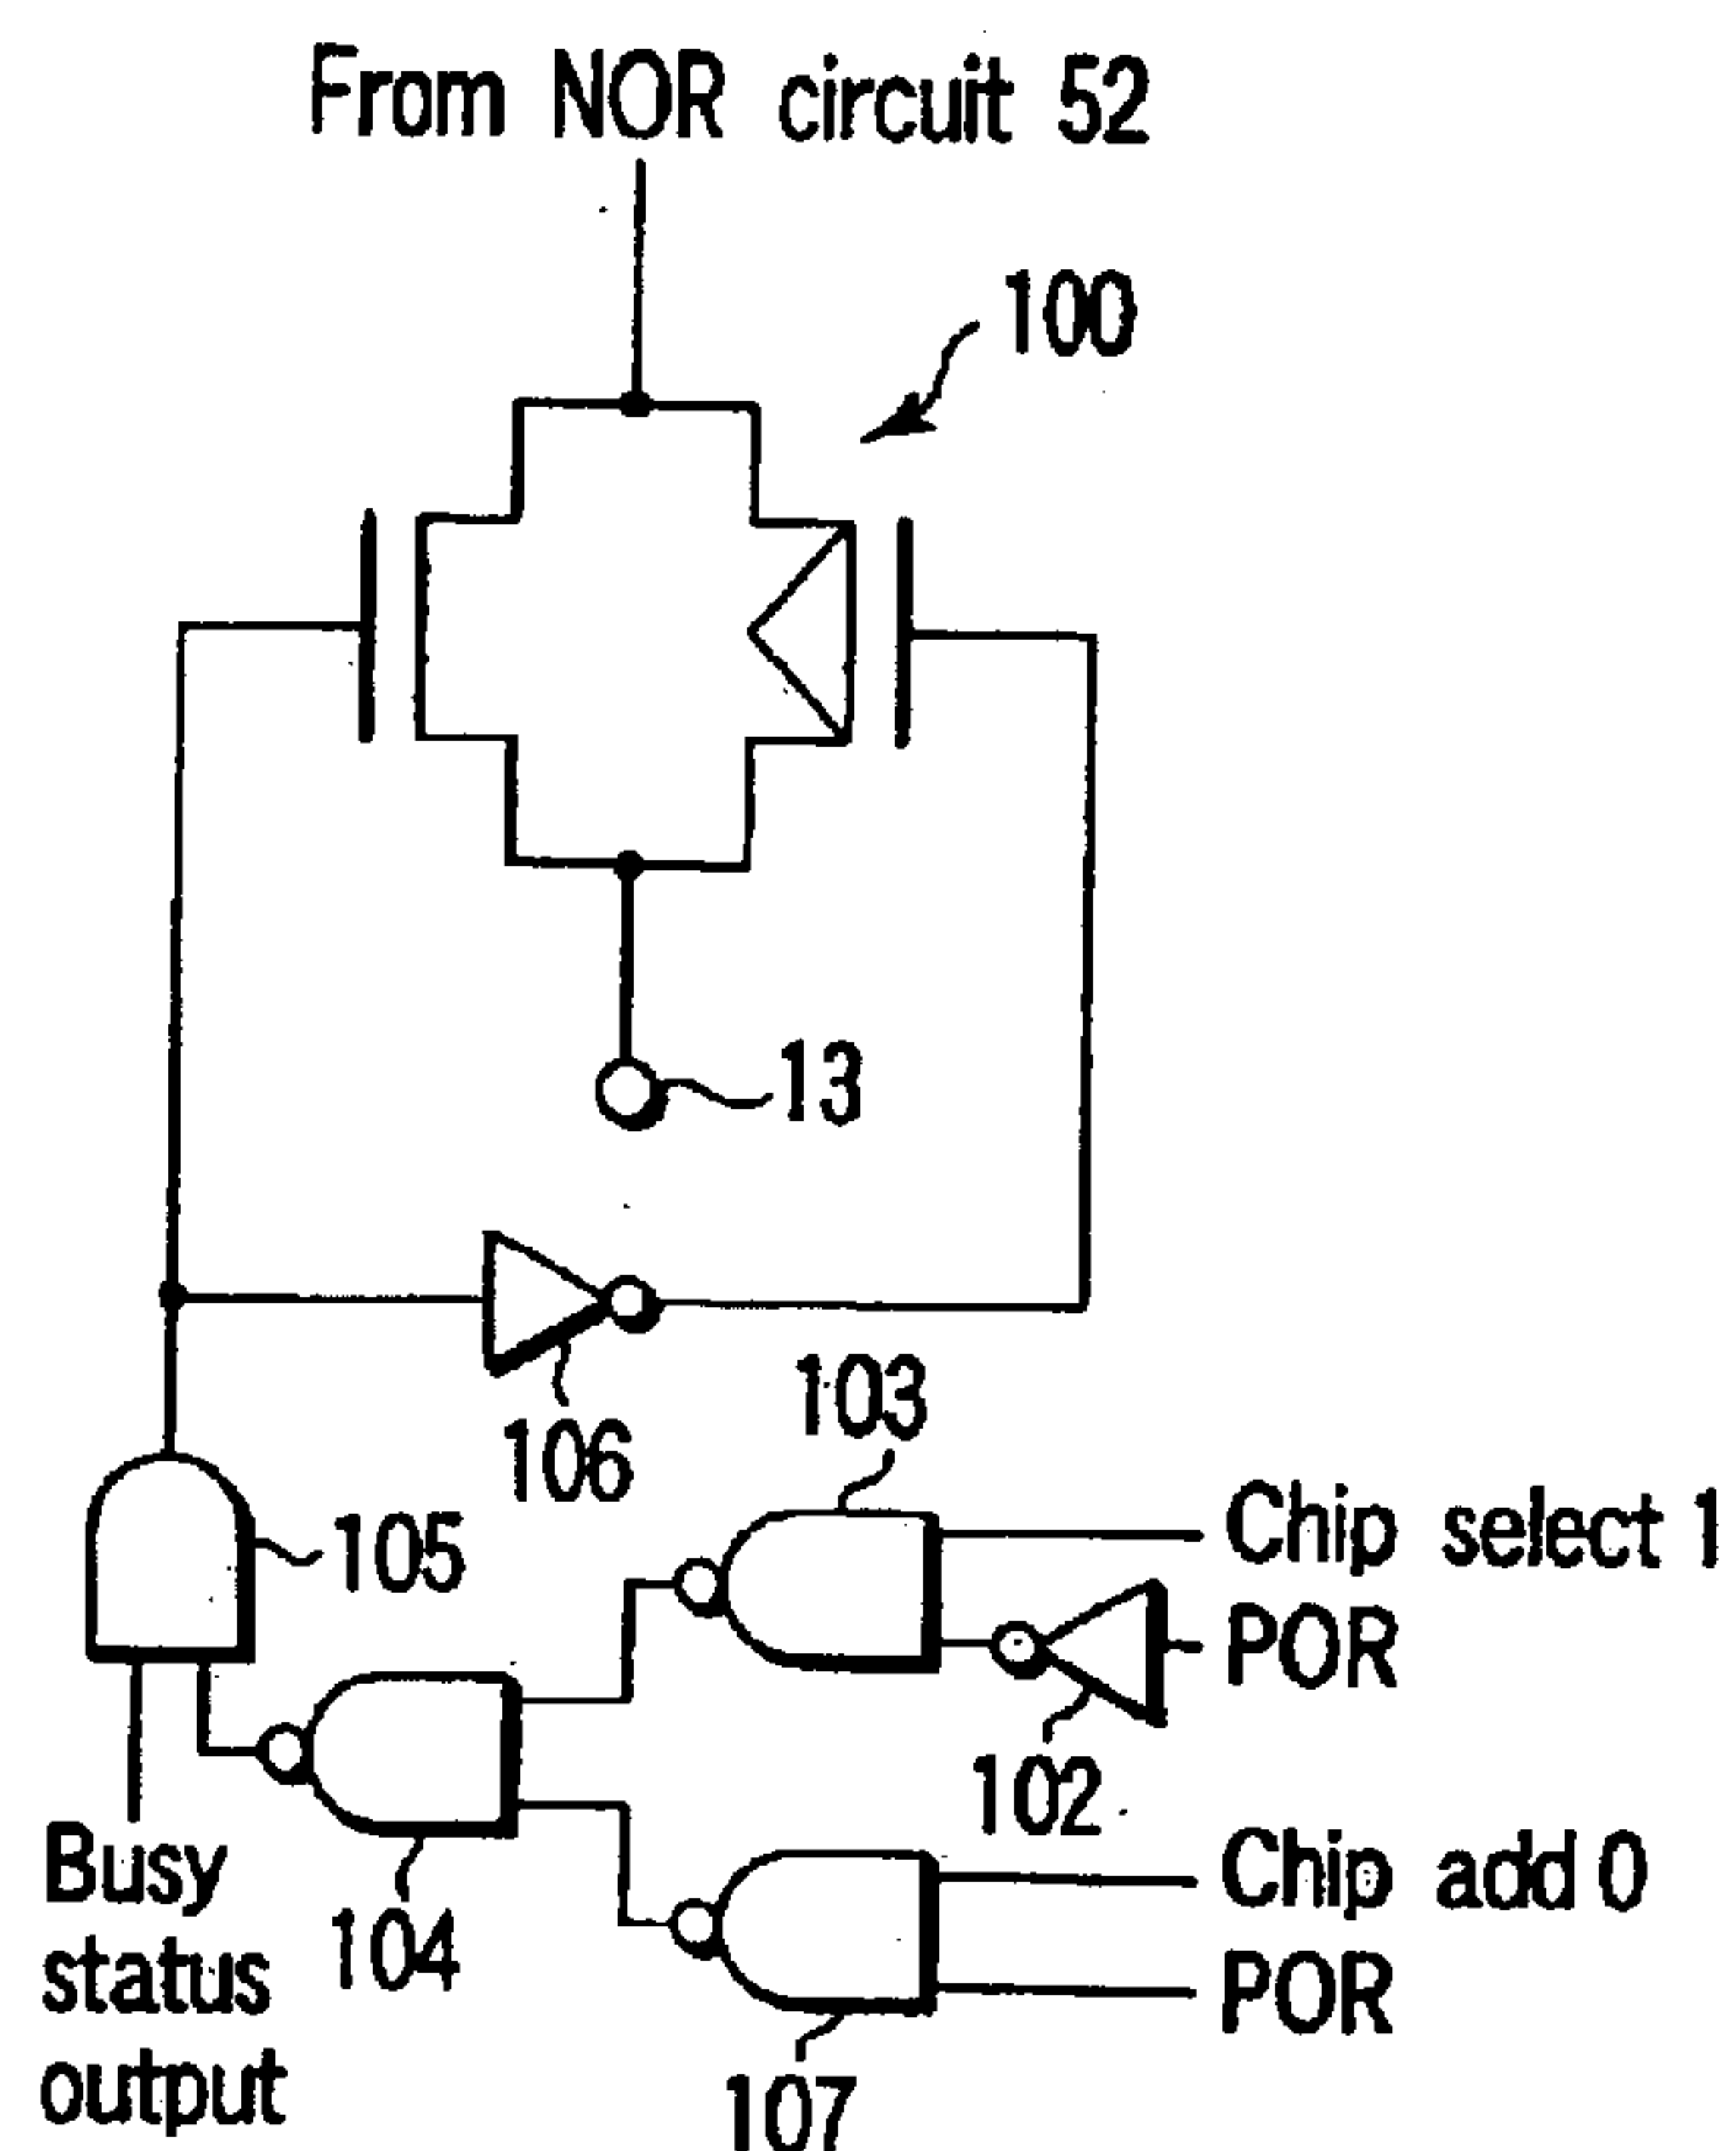 From NOR circuit 52
100
13
106
103
105
Chip select 1
POR
102
104
Chip add 0
POR
107
Busy
status
output